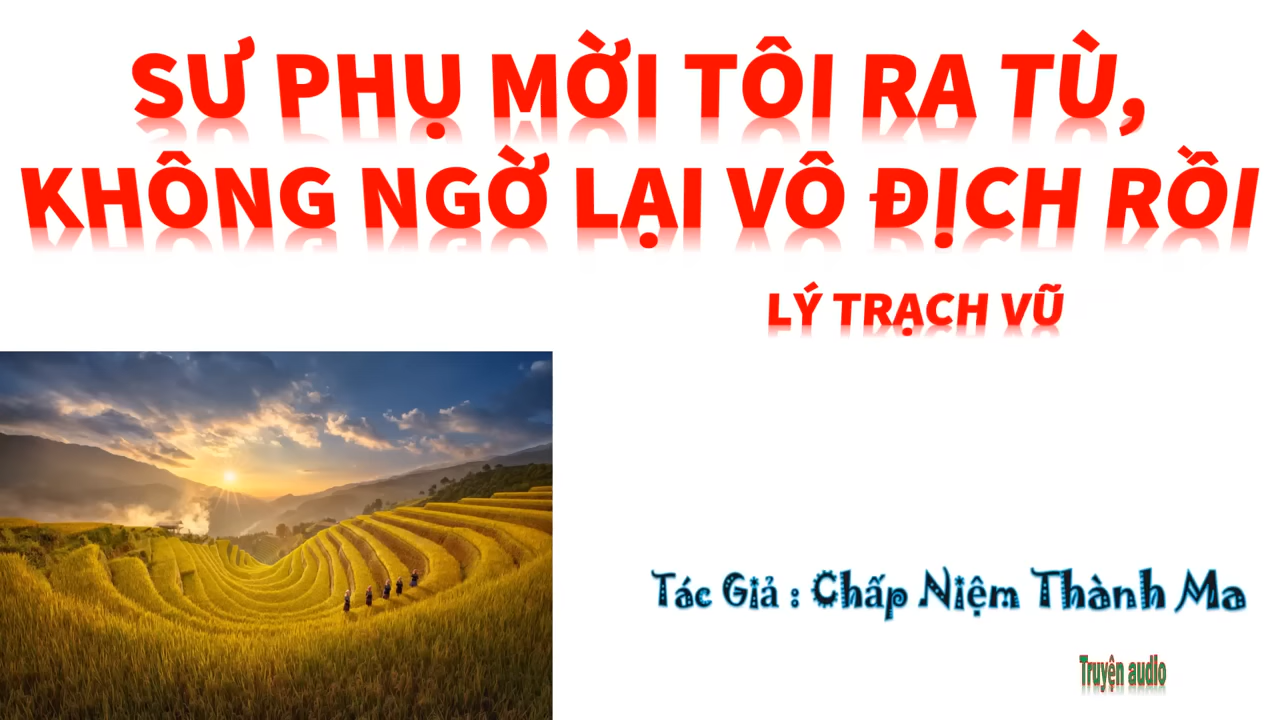 SƯ PHỤ MỜI TÔI RA TÙ,
KHÔNG NGỜ LẠI VÔ ĐỊCH RỒI
LÝ TRẠCH VŨ
Tác Giả : Chấp Niệm Thành Ma
Truyện audio